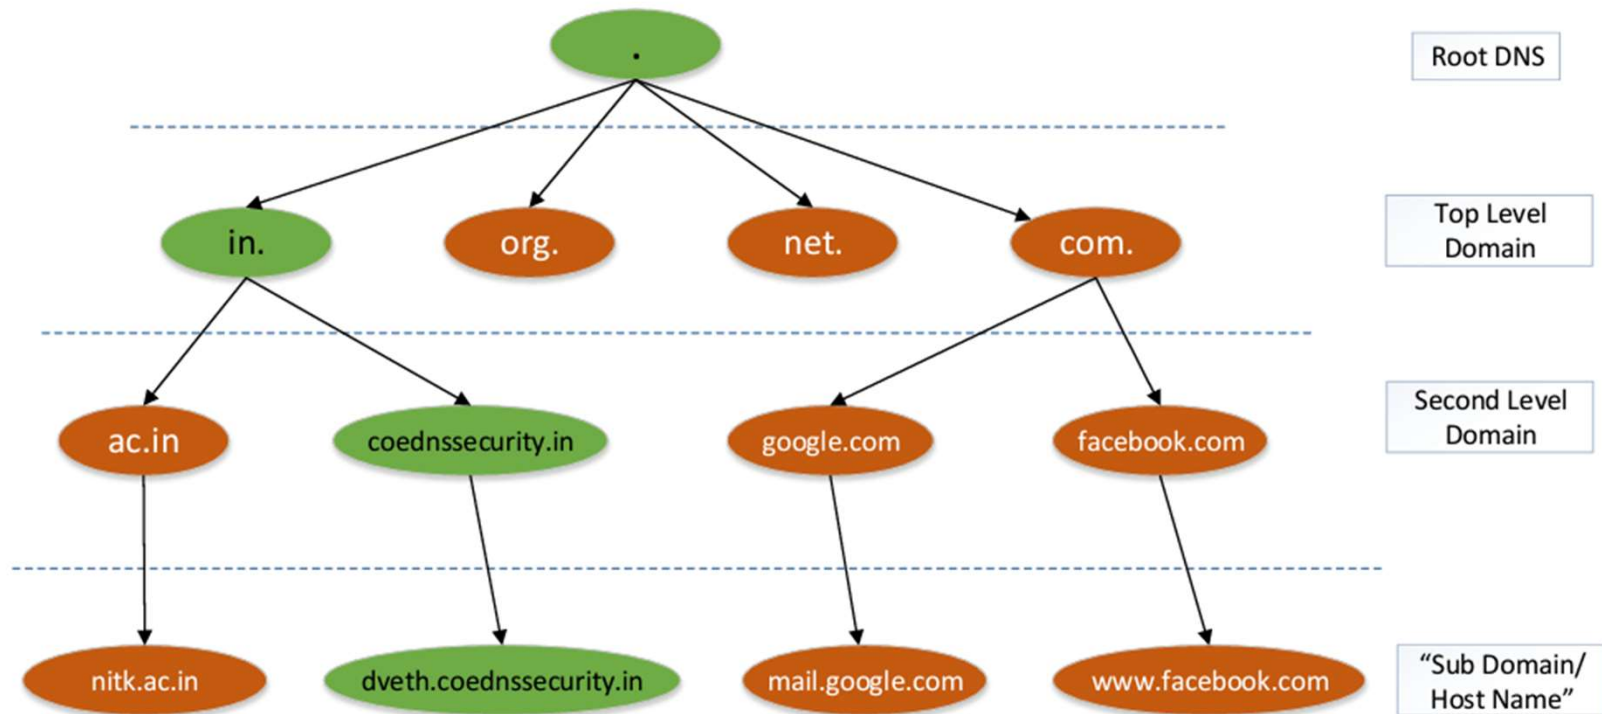 .
Root DNS
in.
org.
net.
com.
Top Level
Domain
ac.in
coednssecurity.in
google.com
facebook.com
Second Level
Domain
nitk.ac.in
dveth.coednssecurity.in
mail.google.com
www.facebook.com
“Sub Domain/
Host Name”